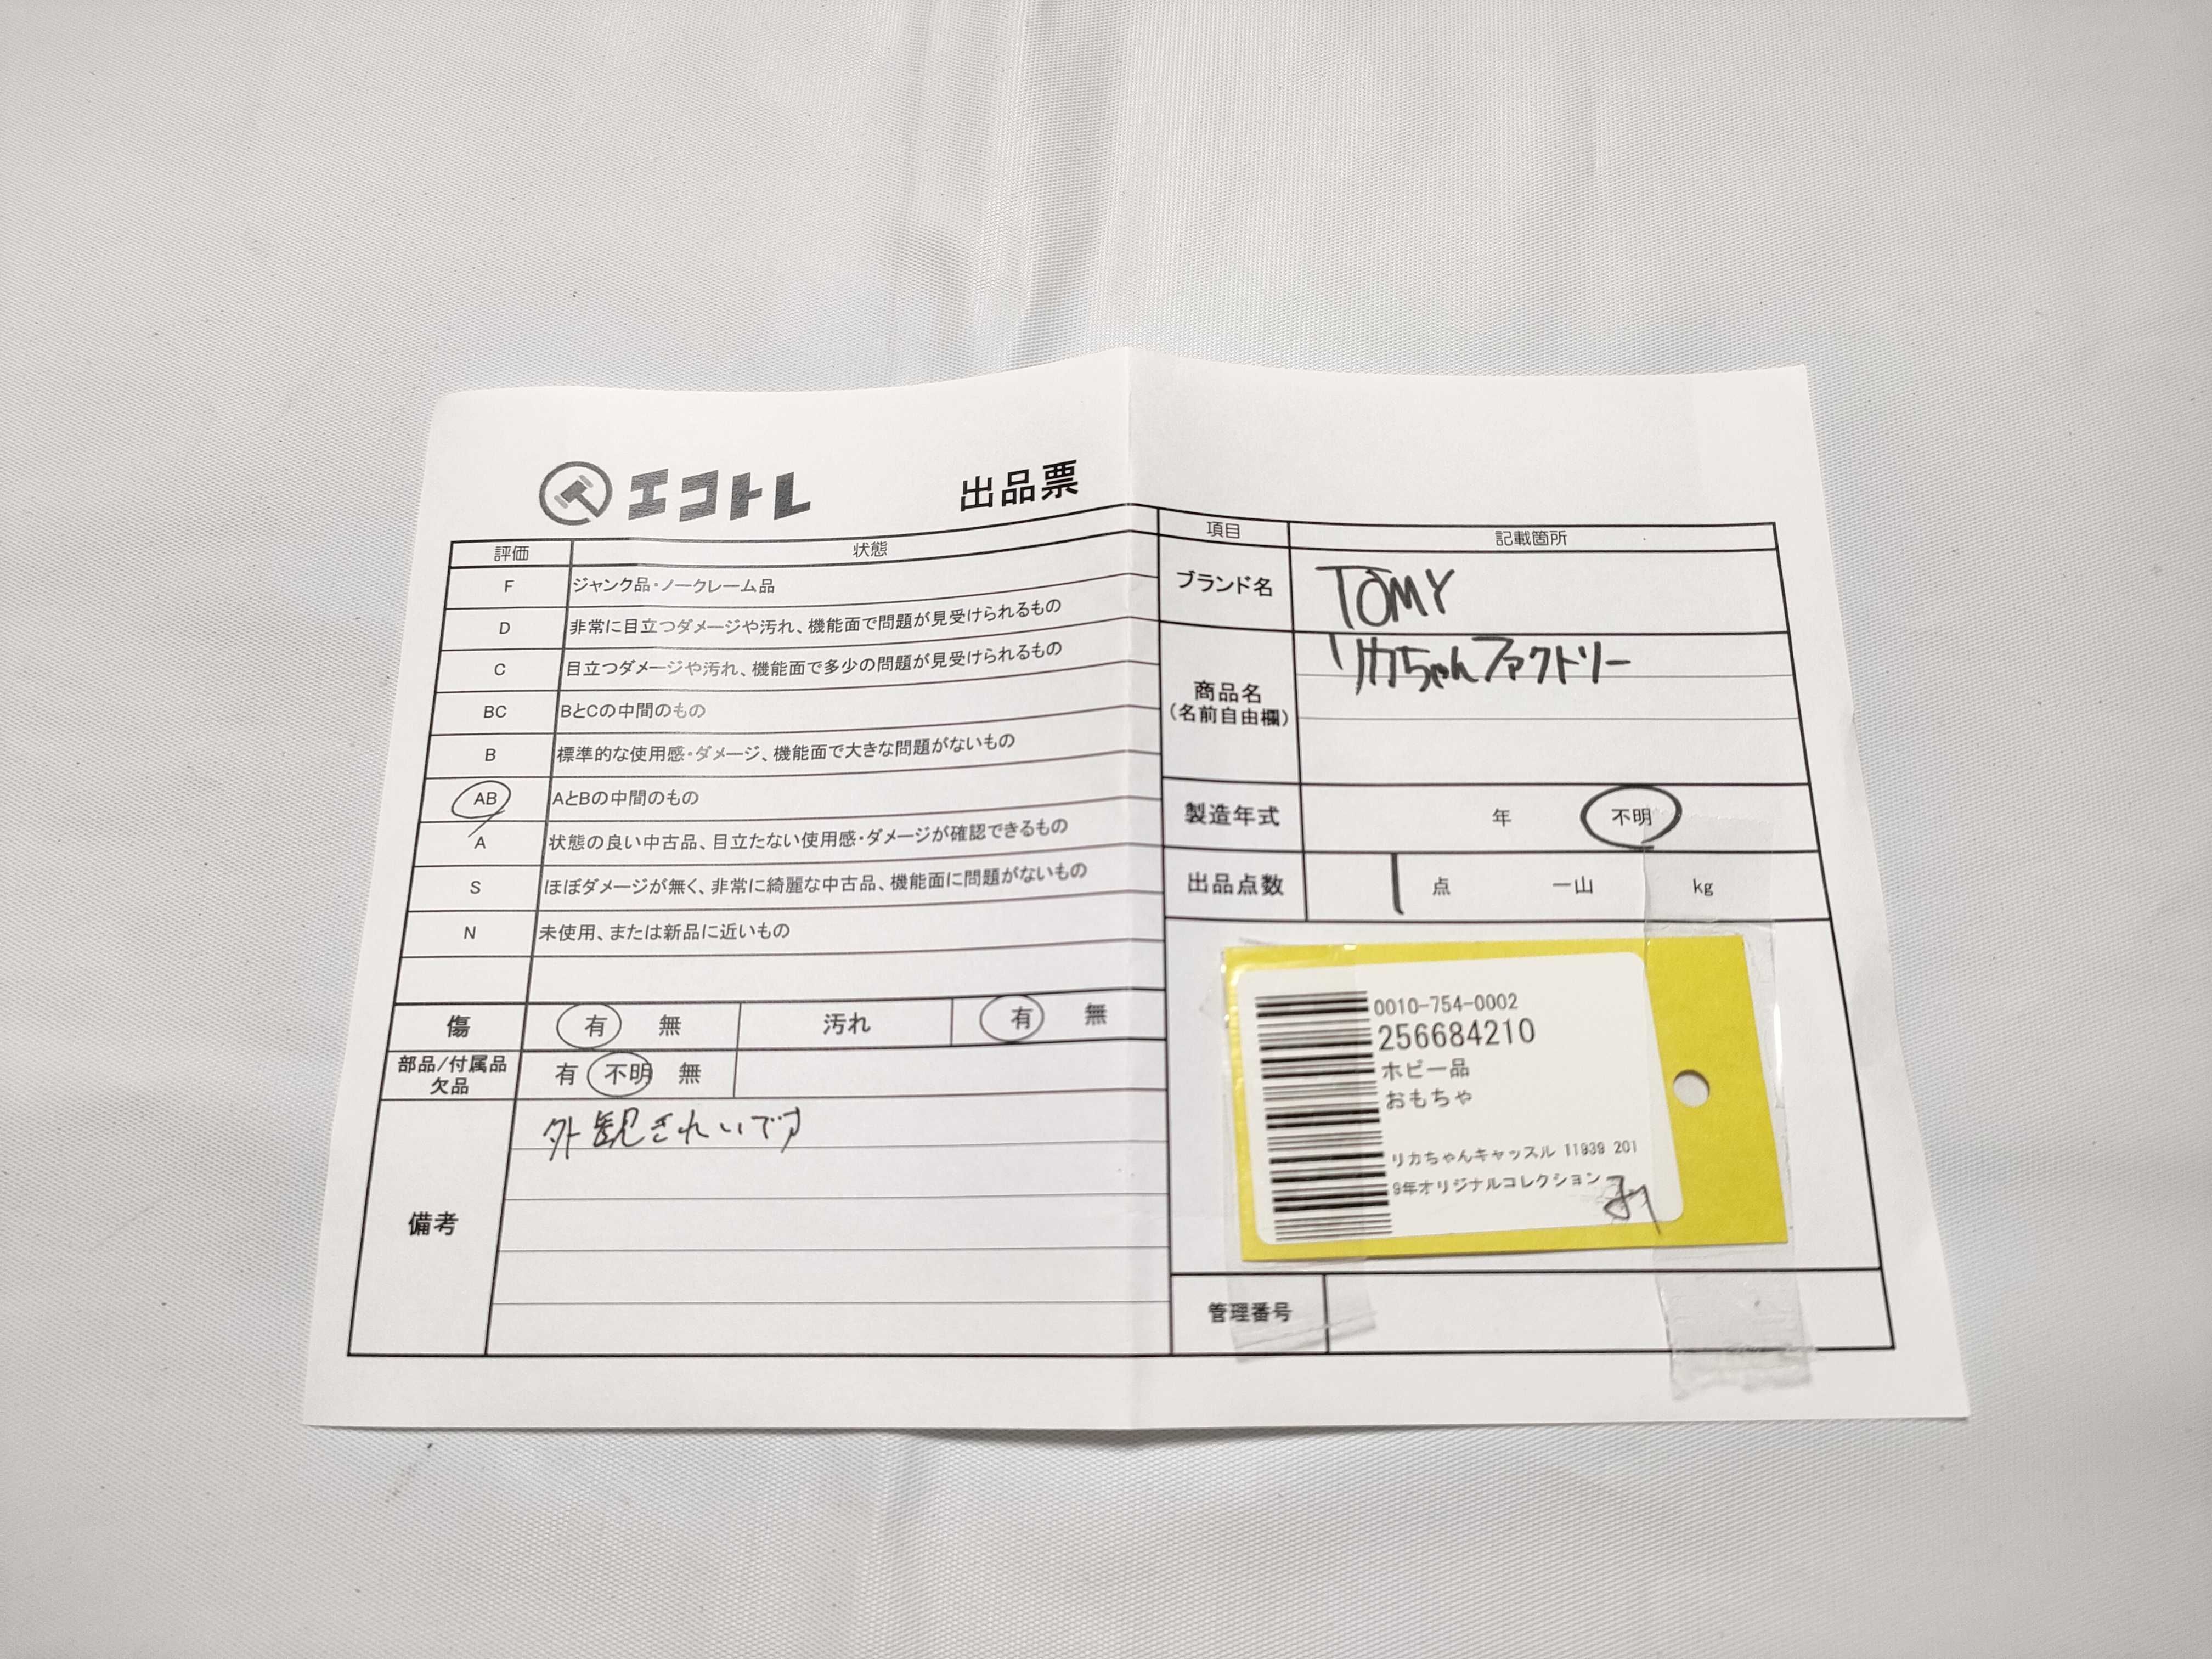 エコトレ 出品票
評価 状態
F ジャンク品・ノークレーム品
D 非常に目立つダメージや汚れ、機能面で問題が見受けられるもの
C 目立つダメージや汚れ、機能面で多少の問題が見受けられるもの
BC BとCの中間のもの
B 標準的な使用感・ダメージ、機能面で大きな問題がないもの
AB AとBの中間のもの
A 状態の良い中古品、目立たない使用感・ダメージが確認できるもの
S ほぼダメージが無く、非常に綺麗な中古品、機能面に問題がないもの
N 未使用、または新品に近いもの
傷 有 無 汚れ 有 無
部品/付属品
欠品 有 不明 無
備考 外観きれいです
項目 記載箇所
ブランド名 TOMY
商品名
(名前自由欄) リカちゃんファクトリー
製造年式 年 不明
出品点数 1 点 一山 kg
0010-754-0002
256684210
ホビー品
おもちゃ
リカちゃんキャッスル 11939 201
9年オリジナルコレクション
管理番号